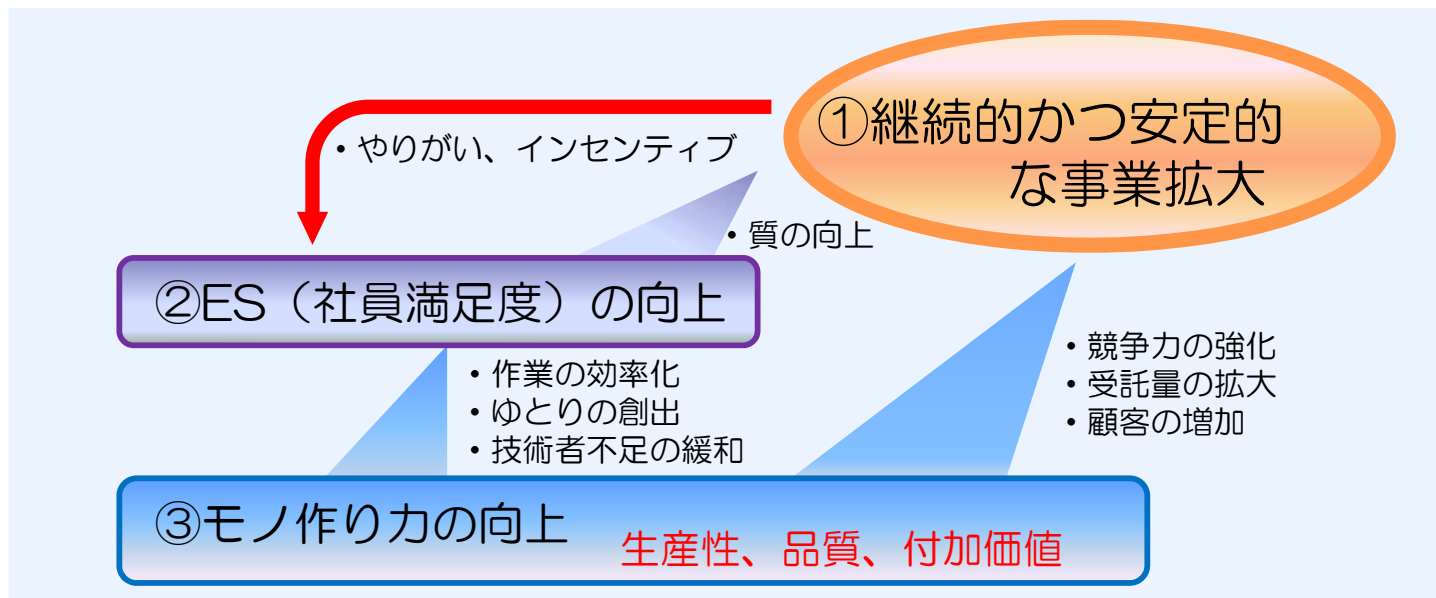 ①継続的かつ安定的
な事業拡大
・やりがい、インセンティブ
・質の向上
②ES（社員満足度）の向上
・作業の効率化
・ゆとりの創出
・技術者不足の緩和
・競争力の強化
・受託量の拡大
・顧客の増加
③モノ作り力の向上
生産性、品質、付加価値